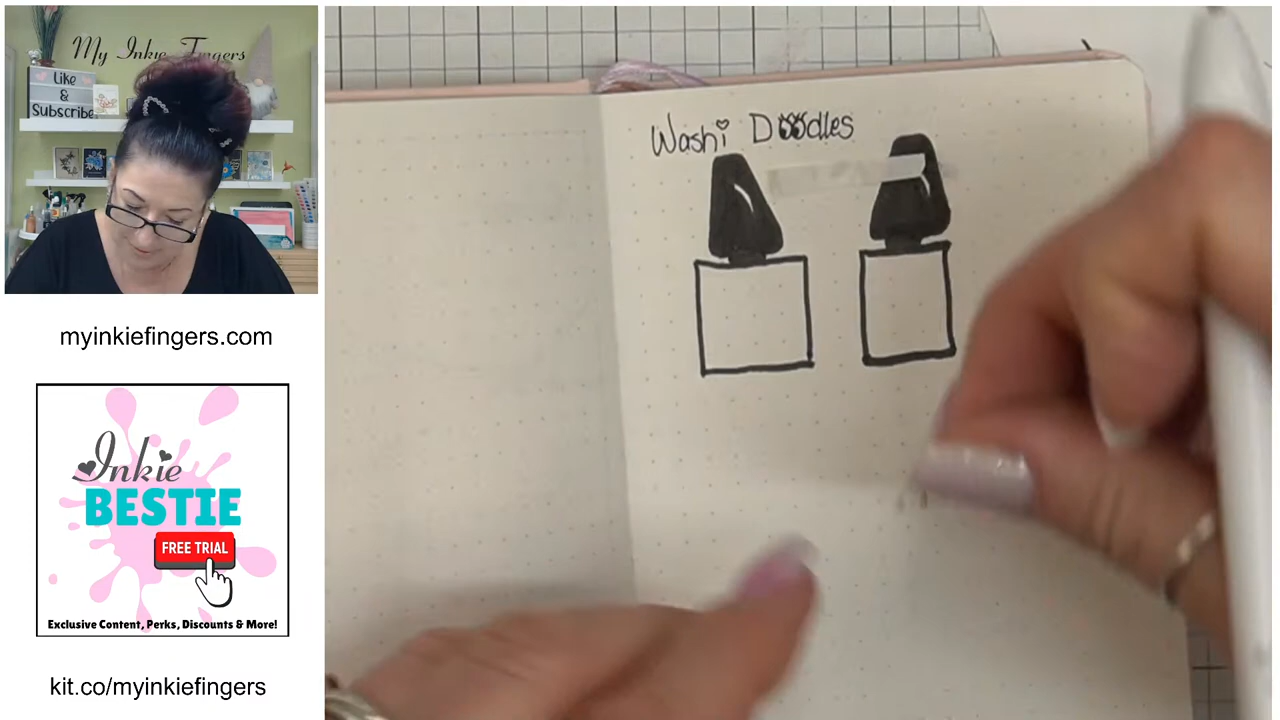 My Inkie Fingers
Like
&
Subscribe
myinkiefingers.com
Inkie
BESTIE
FREE TRIAL
Exclusive Content, Perks, Discounts & More!
kit.co/myinkiefingers
Washi Doodles